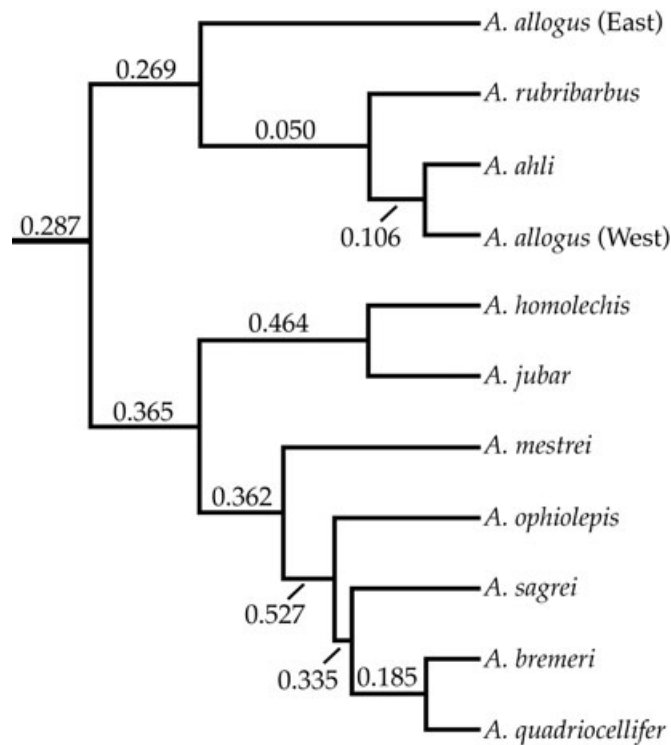 A. allogus (East)
0.269
A. rubribarbus
0.050
A. ahli
0.106
A. allogus (West)
0.287
A. homolechis
0.464
A. jubar
0.365
A. mestrei
0.362
A. ophiolepis
0.527
A. sagrei
0.335
A. bremeri
0.185
A. quadriocellifer